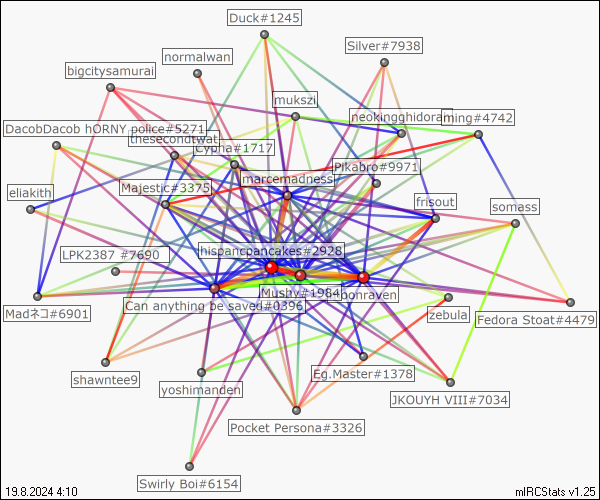 Duck#1245
Silver#7938
normalwan
bigcitysamurai
mukszi
neokingghidorah
ming#4742
DacobDacob hORNY police#5271
thesecondtwat
Cypha#1717
Pikabro#9971
marcemadness
Majestic#3375
eliakith
frisout
somass
hispancpancakes#2928
LPK2387 #7690
Mushy#1984
Can anything be saved#0396
Madネコ#6901
zebula
Fedora Stoat#4479
Eg.Master#1378
shawntee9
yoshimanden
JKOUYH VIII#7034
Pocket Persona#3326
Swirly Boi#6154
19.8.2024 4:10
mIRCStats v1.25